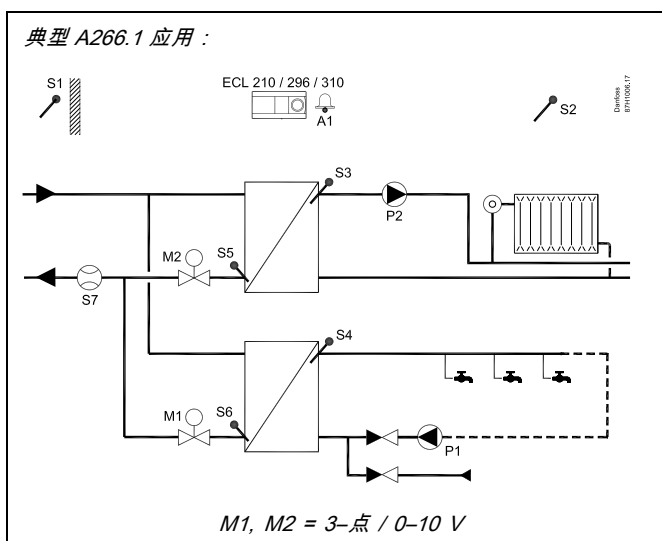 典型 A266.1 应用：
S1
ECL 210 / 296 / 310
A1
S2
Danfoss
87H1006.17
S3
P2
M2
S5
S7
S4
M1
S6
P1
M1, M2 = 3–点 / 0–10 V